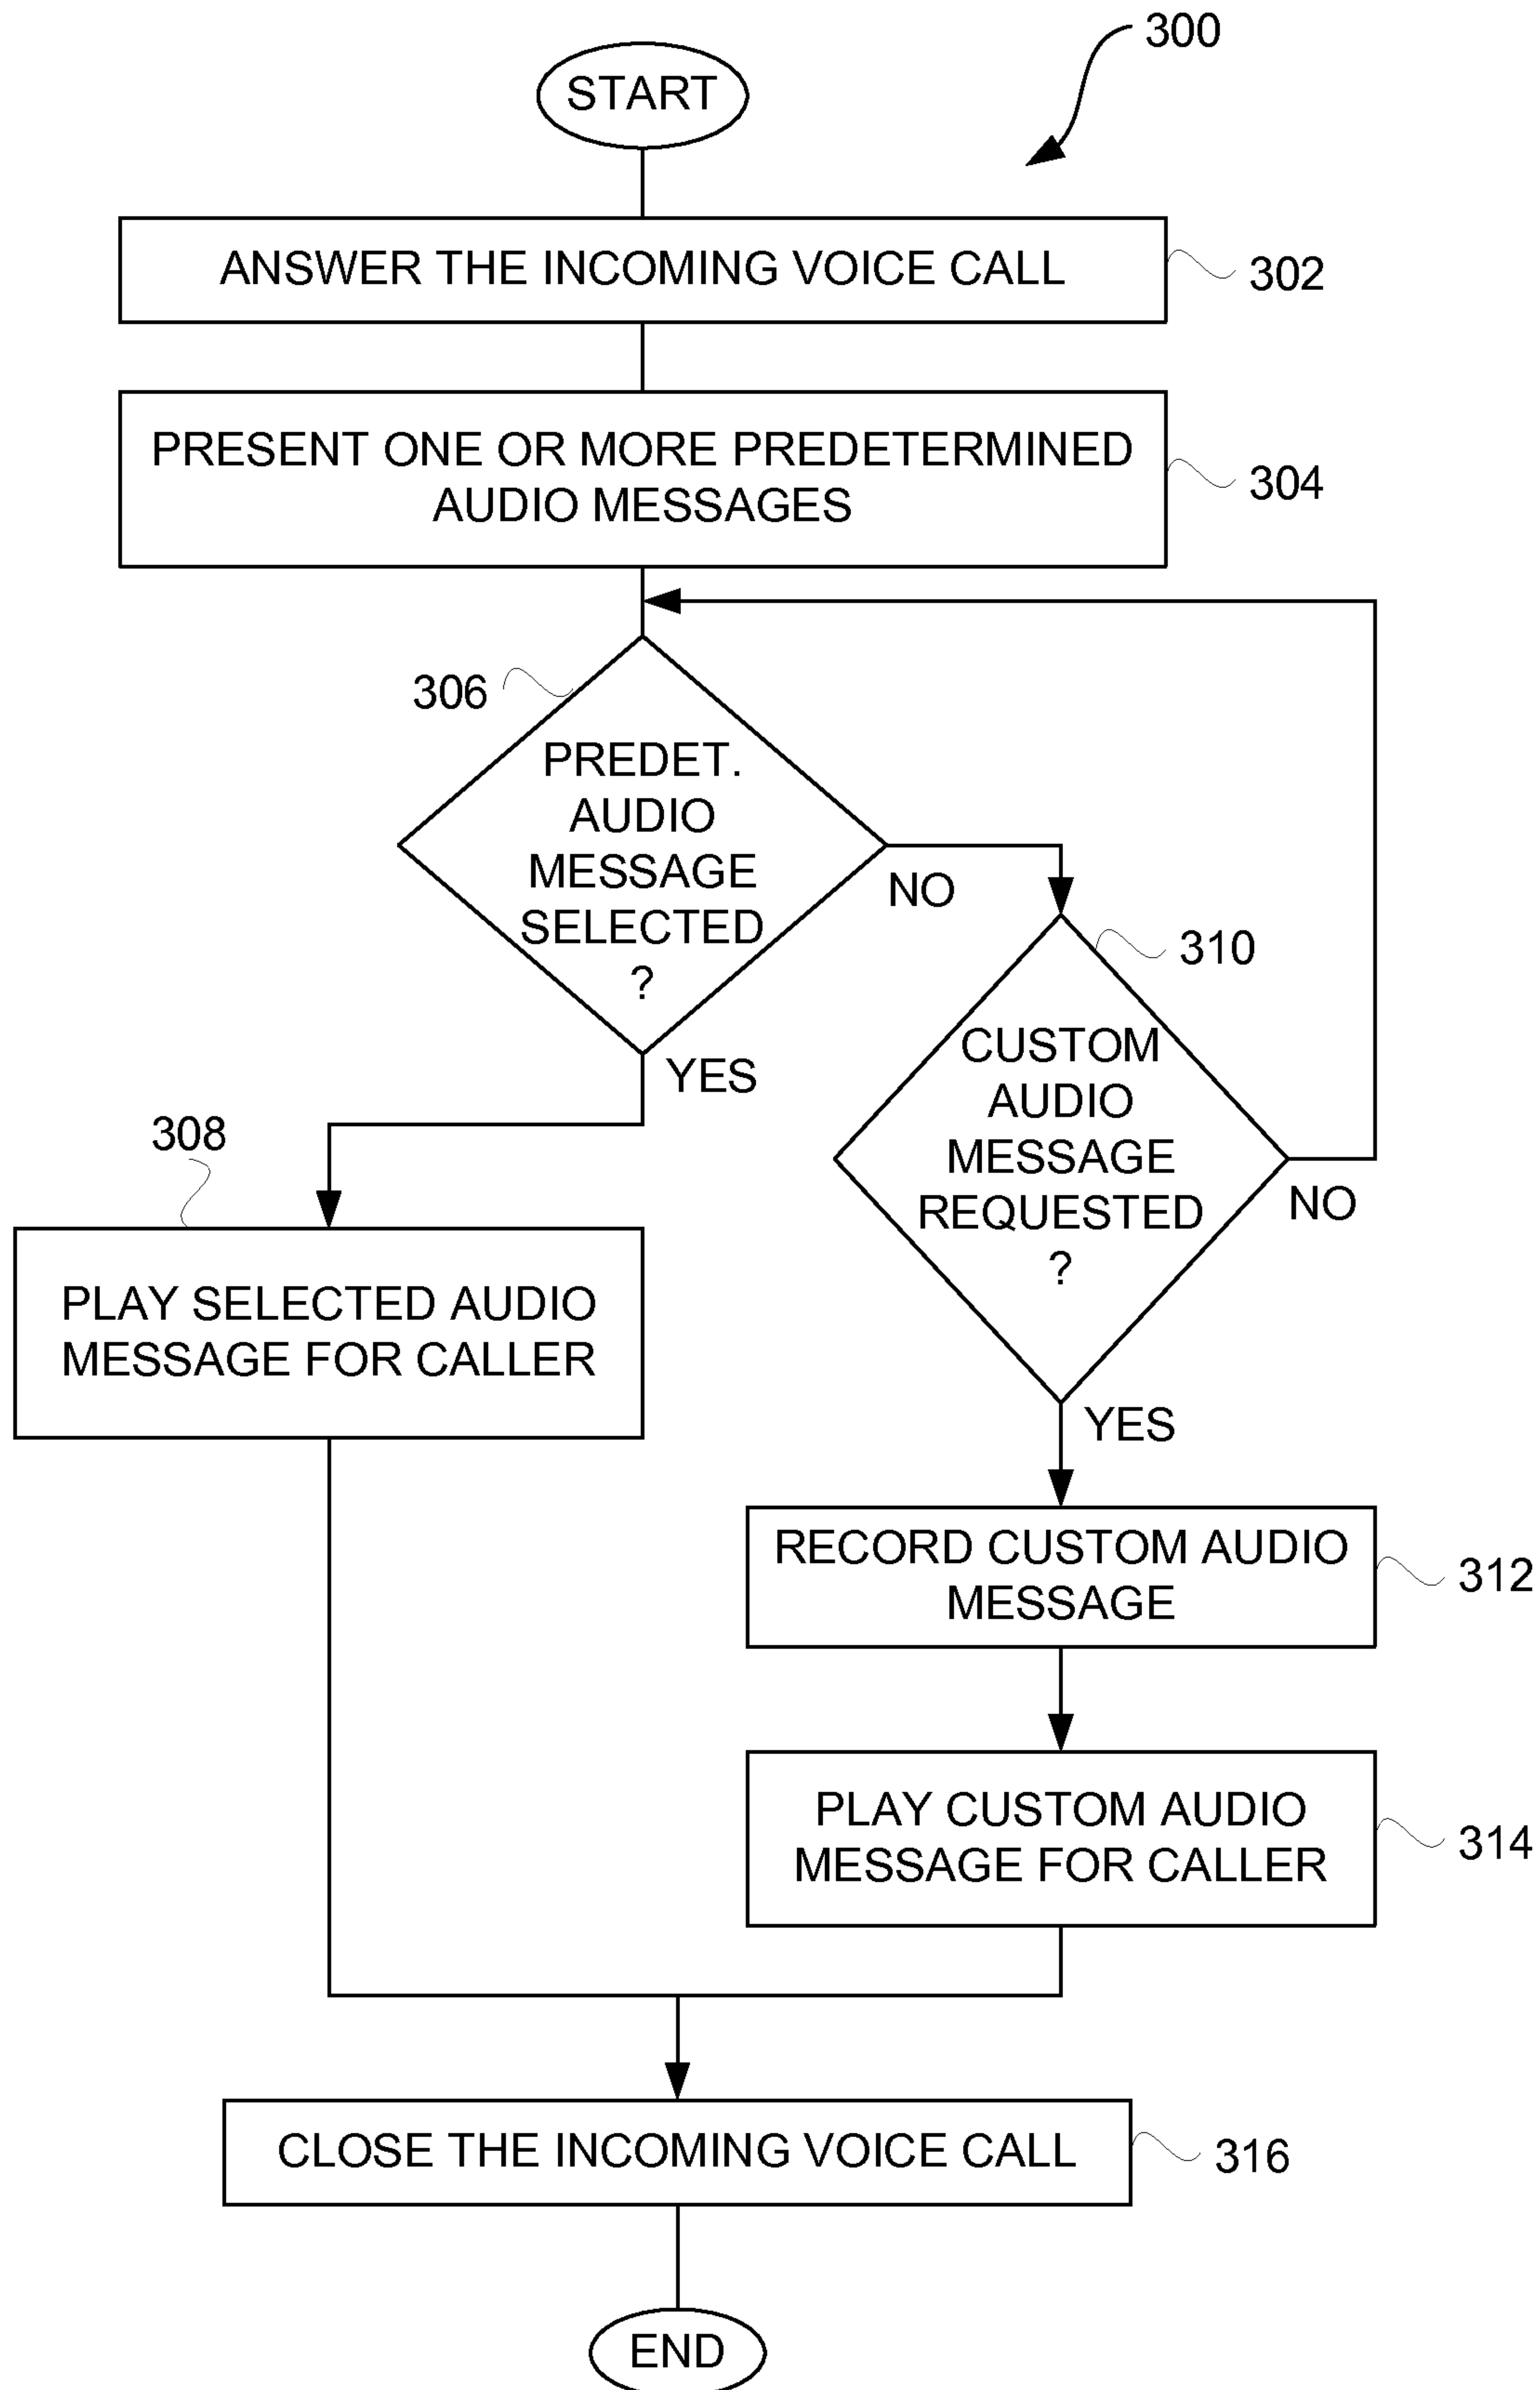 300
START
ANSWER THE INCOMING VOICE CALL
302
PRESENT ONE OR MORE PREDETERMINED
AUDIO MESSAGES
304
306
PREDET.
AUDIO
MESSAGE
SELECTED
?
NO
YES
310
CUSTOM
AUDIO
MESSAGE
REQUESTED
?
NO
YES
308
PLAY SELECTED AUDIO
MESSAGE FOR CALLER
RECORD CUSTOM AUDIO
MESSAGE
312
PLAY CUSTOM AUDIO
MESSAGE FOR CALLER
314
CLOSE THE INCOMING VOICE CALL
316
END